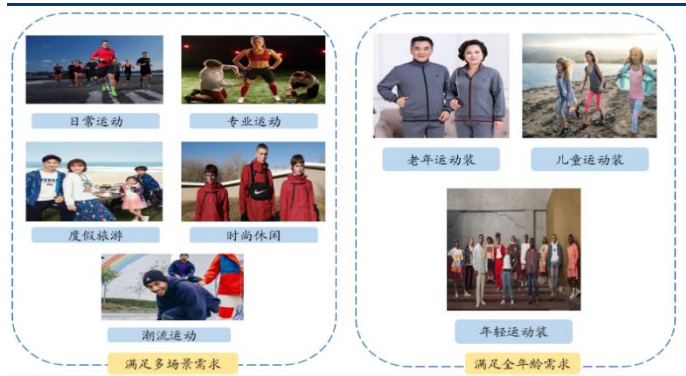 日常运动
专业运动
度假旅游
时尚休闲
潮流运动
满足多场景需求
老年运动装
儿童运动装
年轻运动装
满足全年龄需求